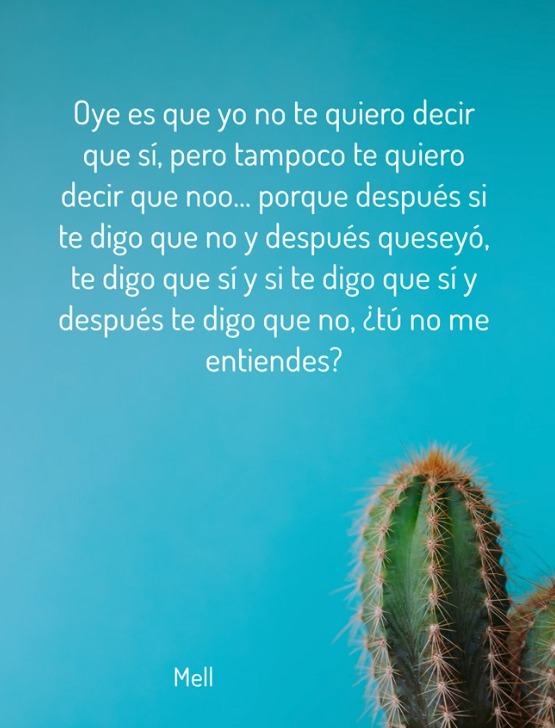 Oye es que yo no te quiero decir
que sí, pero tampoco te quiero
decir que noo... porque después si
te digo que no y después queseyó,
te digo que sí y si te digo que sí y
después te digo que no, ¿tú no me
entiendes?
Mell